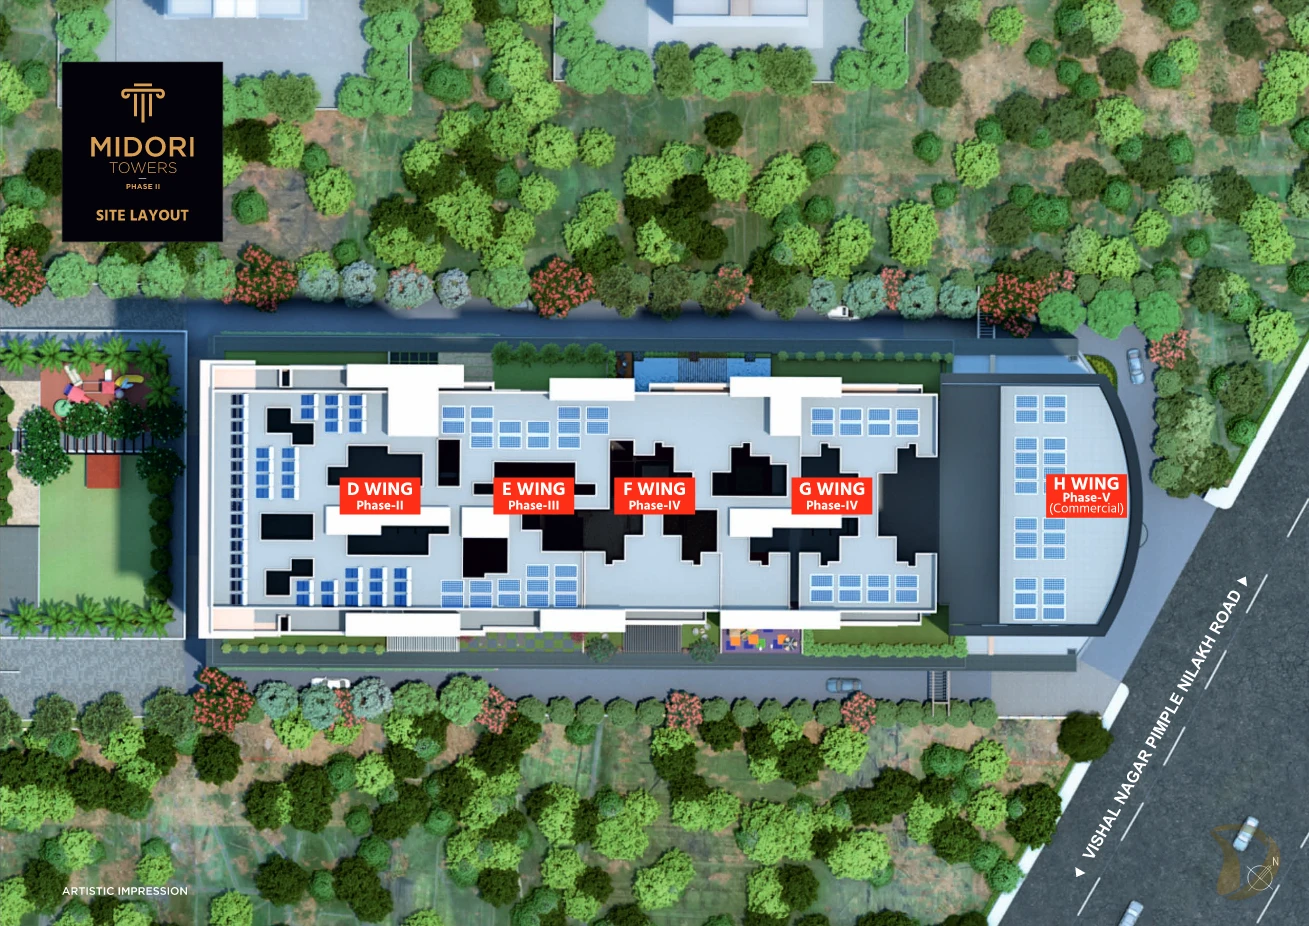 MIDORI
TOWERS
PHASE II
SITE LAYOUT
D WING
Phase-II
E WING
Phase-III
F WING
Phase-IV
G WING
Phase-IV
H WING
Phase-V
(Commercial)
VISHAL NAGAR PIMPLE NILAKH ROAD
ARTISTIC IMPRESSION
N